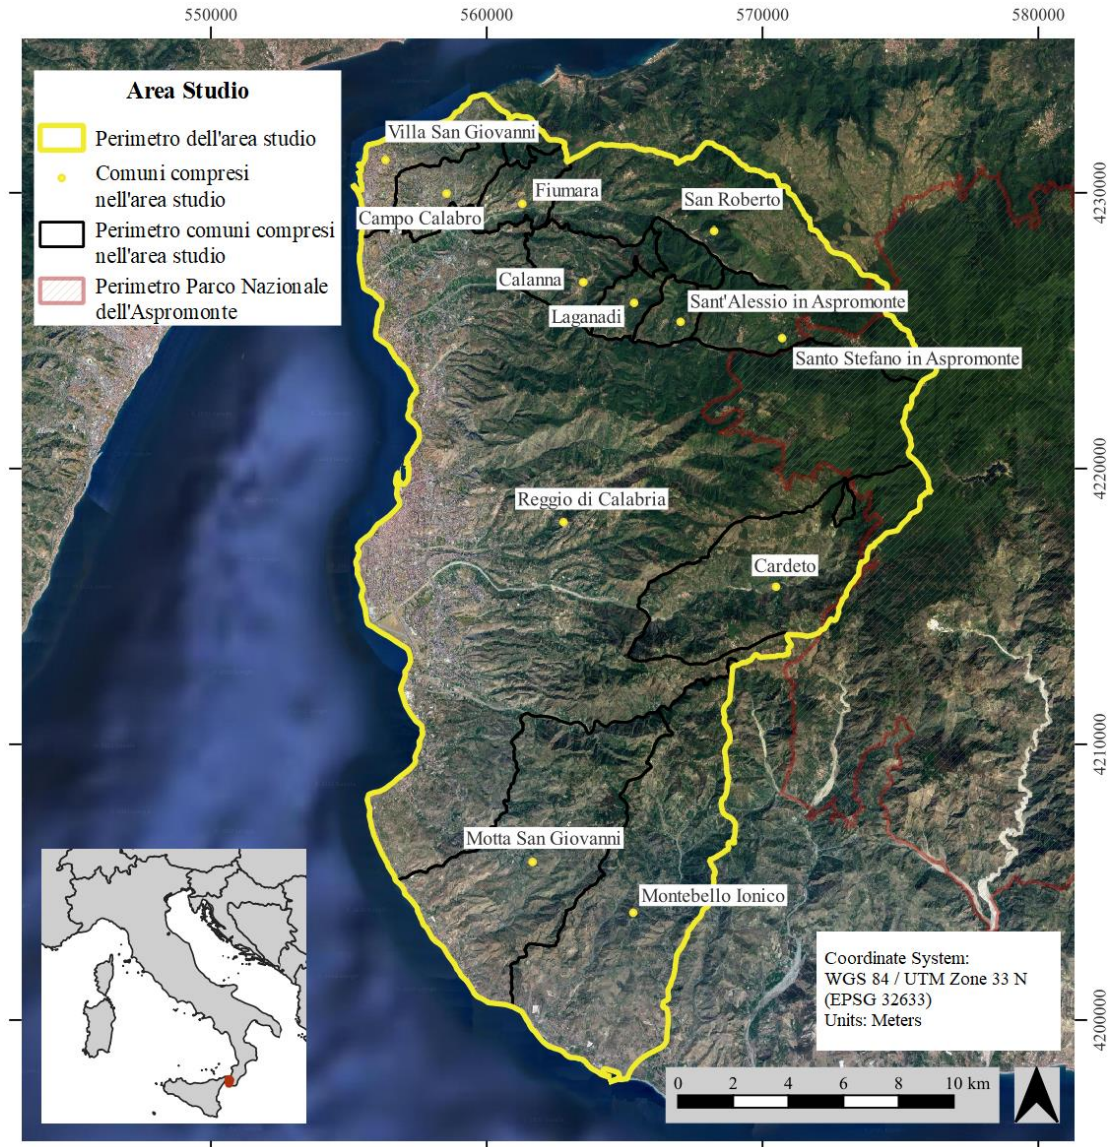 550000
560000
570000
580000
Area Studio
Perimetro dell'area studio
Comuni compresi
nell'area studio
Perimetro comuni compresi
nell'area studio
Perimetro Parco Nazionale
dell'Aspromonte
Villa San Giovanni
Fiumara
San Roberto
4230000
Campo Calabro
Calanna
Laganadi
Sant'Alessio in Aspromonte
Santo Stefano in Aspromonte
4220000
Reggio di Calabria
Cardeto
4210000
Motta San Giovanni
Montebello Ionico
Coordinate System:
WGS 84 / UTM Zone 33 N
(EPSG 32633)
Units: Meters
4200000
0 2 4 6 8 10 km